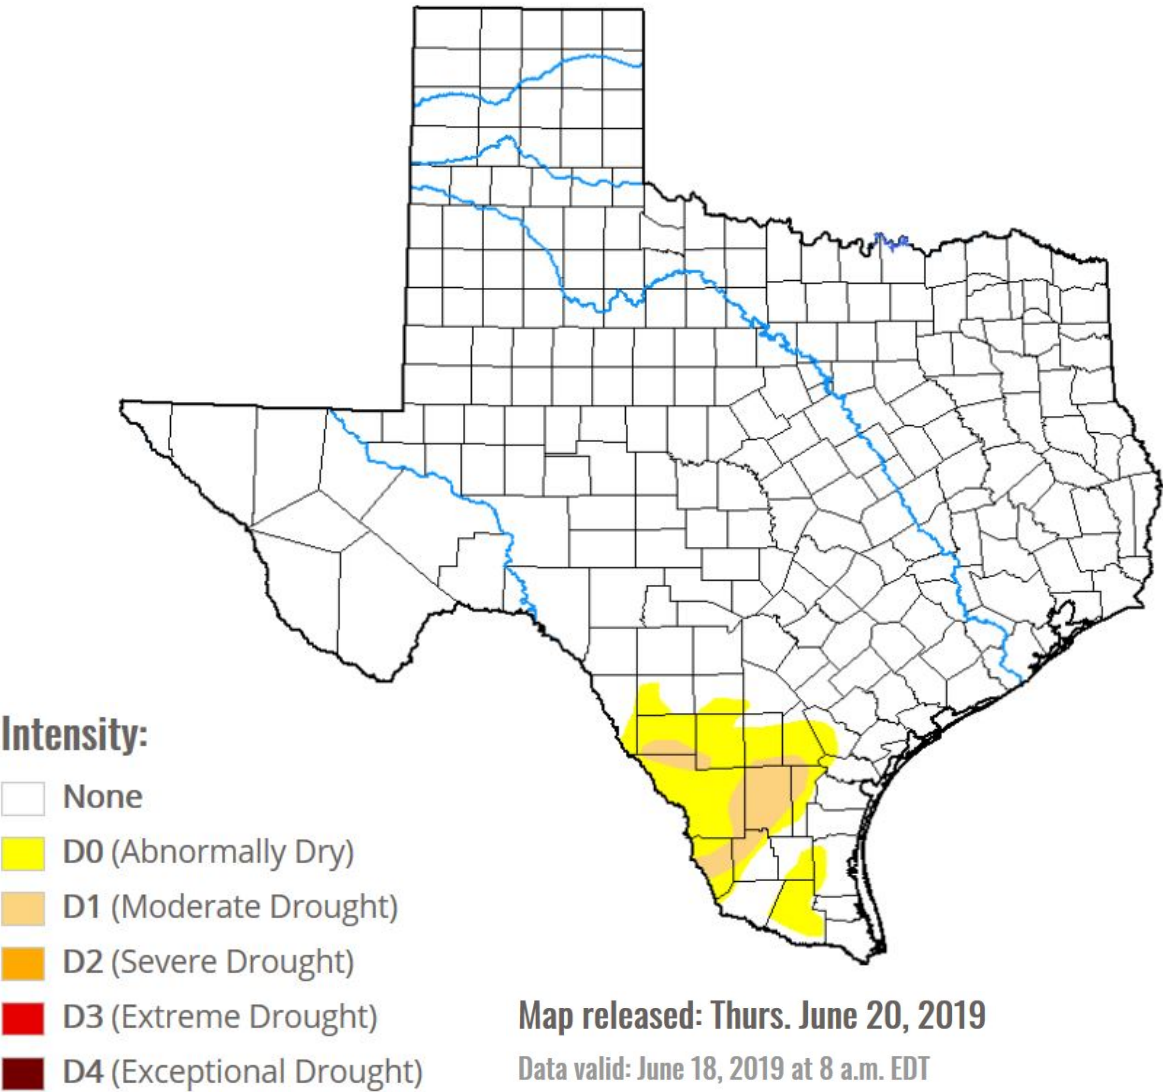 Intensity:
None
D0 (Abnormally Dry)
D1 (Moderate Drought)
D2 (Severe Drought)
D3 (Extreme Drought)
D4 (Exceptional Drought)
Map released: Thurs. June 20, 2019
Data valid: June 18, 2019 at 8 a.m. EDT